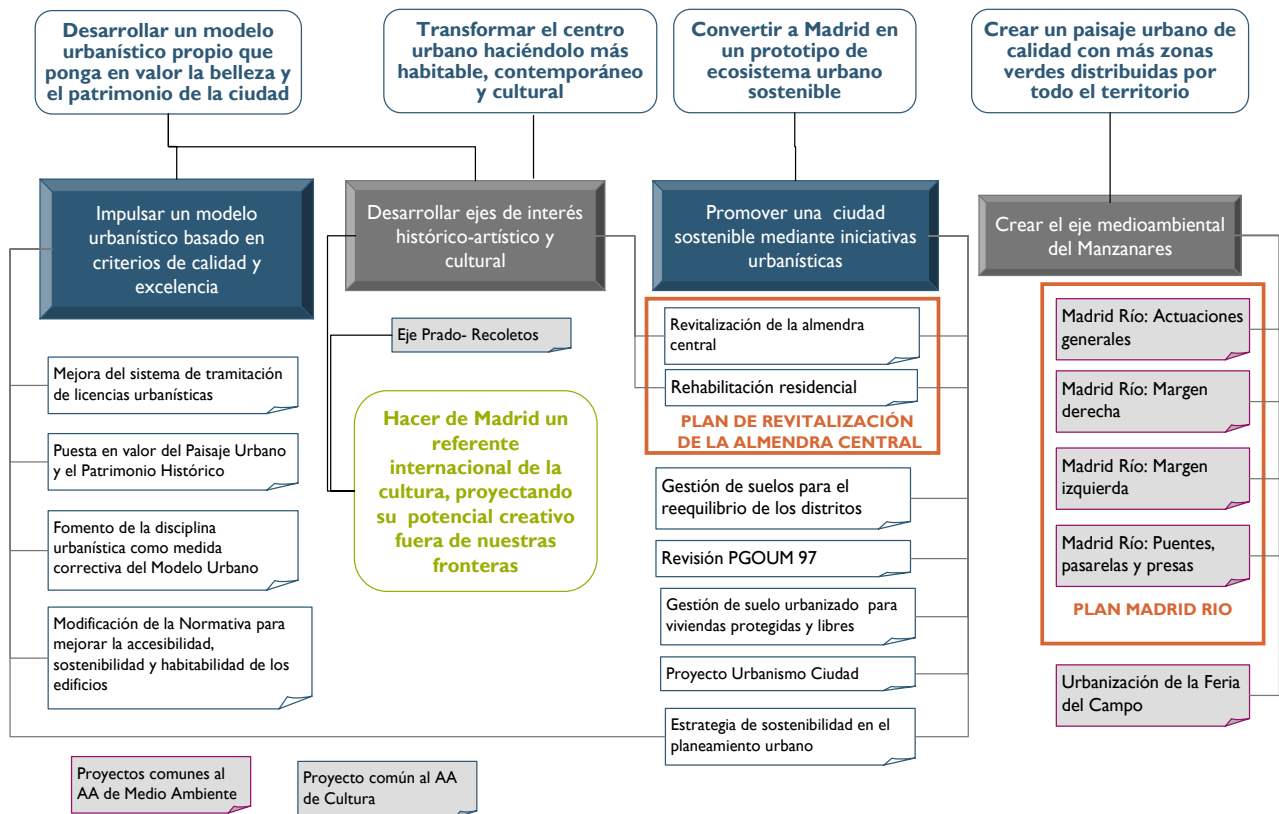 Desarrollar un modelo
urbanístico propio que
ponga en valor la belleza y
el patrimonio de la ciudad
Transformar el centro
urbano haciéndolo más
habitable, contemporáneo
y cultural
Convertir a Madrid en
un prototipo de
ecosistema urbano
sostenible
Crear un paisaje urbano de
calidad con más zonas
verdes distribuidas por
todo el territorio
Impulsar un modelo
urbanístico basado en
criterios de calidad y
excelencia
Desarrollar ejes de interés
histórico-artístico y
cultural
Promover una ciudad
sostenible mediante iniciativas
urbanísticas
Crear el eje medioambiental
del Manzanares
Mejora del sistema de tramitación
de licencias urbanísticas
Puesta en valor del Paisaje Urbano
y el Patrimonio Histórico
Fomento de la disciplina
urbanística como medida
correctiva del Modelo Urbano
Modificación de la Normativa para
mejorar la accesibilidad,
sostenibilidad y habitabilidad de los
edificios
Eje Prado- Recoletos
Hacer de Madrid un
referente
internacional de la
cultura, proyectando
su potencial creativo
fuera de nuestras
fronteras
Revitalización de la almendra
central
Rehabilitación residencial
PLAN DE REVITALIZACIÓN
DE LA ALMENDRA CENTRAL
Gestión de suelos para el
reequilibrio de los distritos
Revisión PGOUM 97
Gestión de suelo urbanizado para
viviendas protegidas y libres
Proyecto Urbanismo Ciudad
Estrategia de sostenibilidad en el
planeamiento urbano
Madrid Río: Actuaciones
generales
Madrid Río: Margen
derecha
Madrid Río: Margen
izquierda
Madrid Río: Puentes,
pasarelas y presas
PLAN MADRID RIO
Urbanización de la Feria
del Campo
Proyectos comunes al
AA de Medio Ambiente
Proyecto común al AA
de Cultura